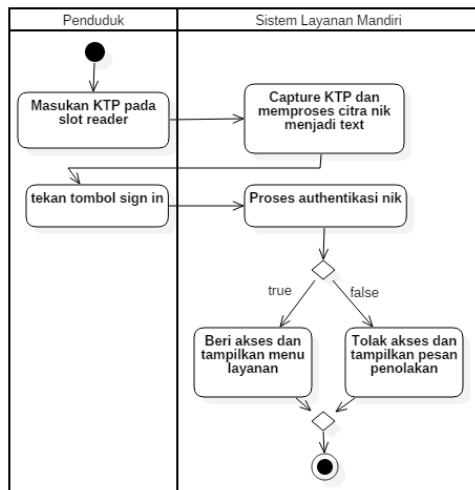 Penduduk
Sistem Layanan Mandiri
Masukan KTP pada
slot reader
Capture KTP dan
memproses citra nik
menjadi text
tekan tombol sign in
Proses authentikasi nik
true
false
Beri akses dan
tampilkan menu
layanan
Tolak akses dan
tampilkan pesan
penolakan